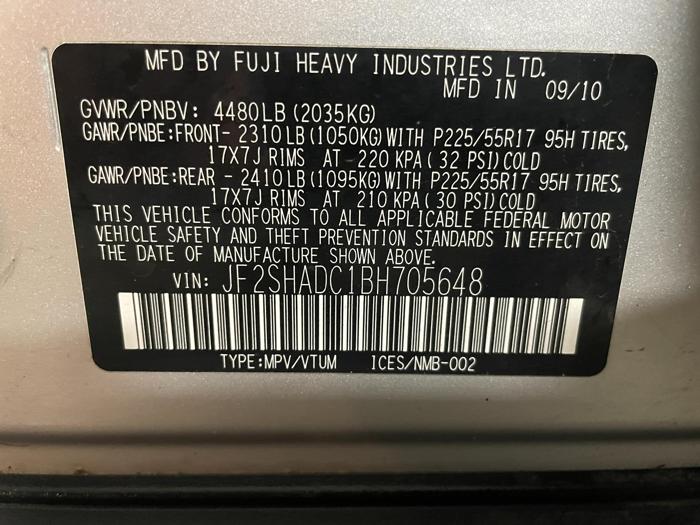 MFD BY FUJI HEAVY INDUSTRIES LTD.
MFD IN 09/10
GVWR/PNBV: 4480LB(2035KG)
GAWR/PNBE:FRONT- 2310LB(1050KG)WITH P225/55R17 95H TIRES,
17X7J RIMS AT 220 KPA( 32 PSI)COLD
GAWR/PNBE:REAR - 2410LB(1095KG)WITH P225/55R17 95H TIRES,
17X7J RIMS AT 210 KPA( 30 PSI)COLD
THIS VEHICLE CONFORMS TO ALL APPLICABLE FEDERAL MOTOR
VEHICLE SAFETY AND THEFT PREVENTION STANDARDS IN EFFECT ON
THE DATE OF MANUFACTURE SHOWN ABOVE.
VIN: JF2SHADC1BH705648
TYPE:MPV/VTUM ICES/NMB-002